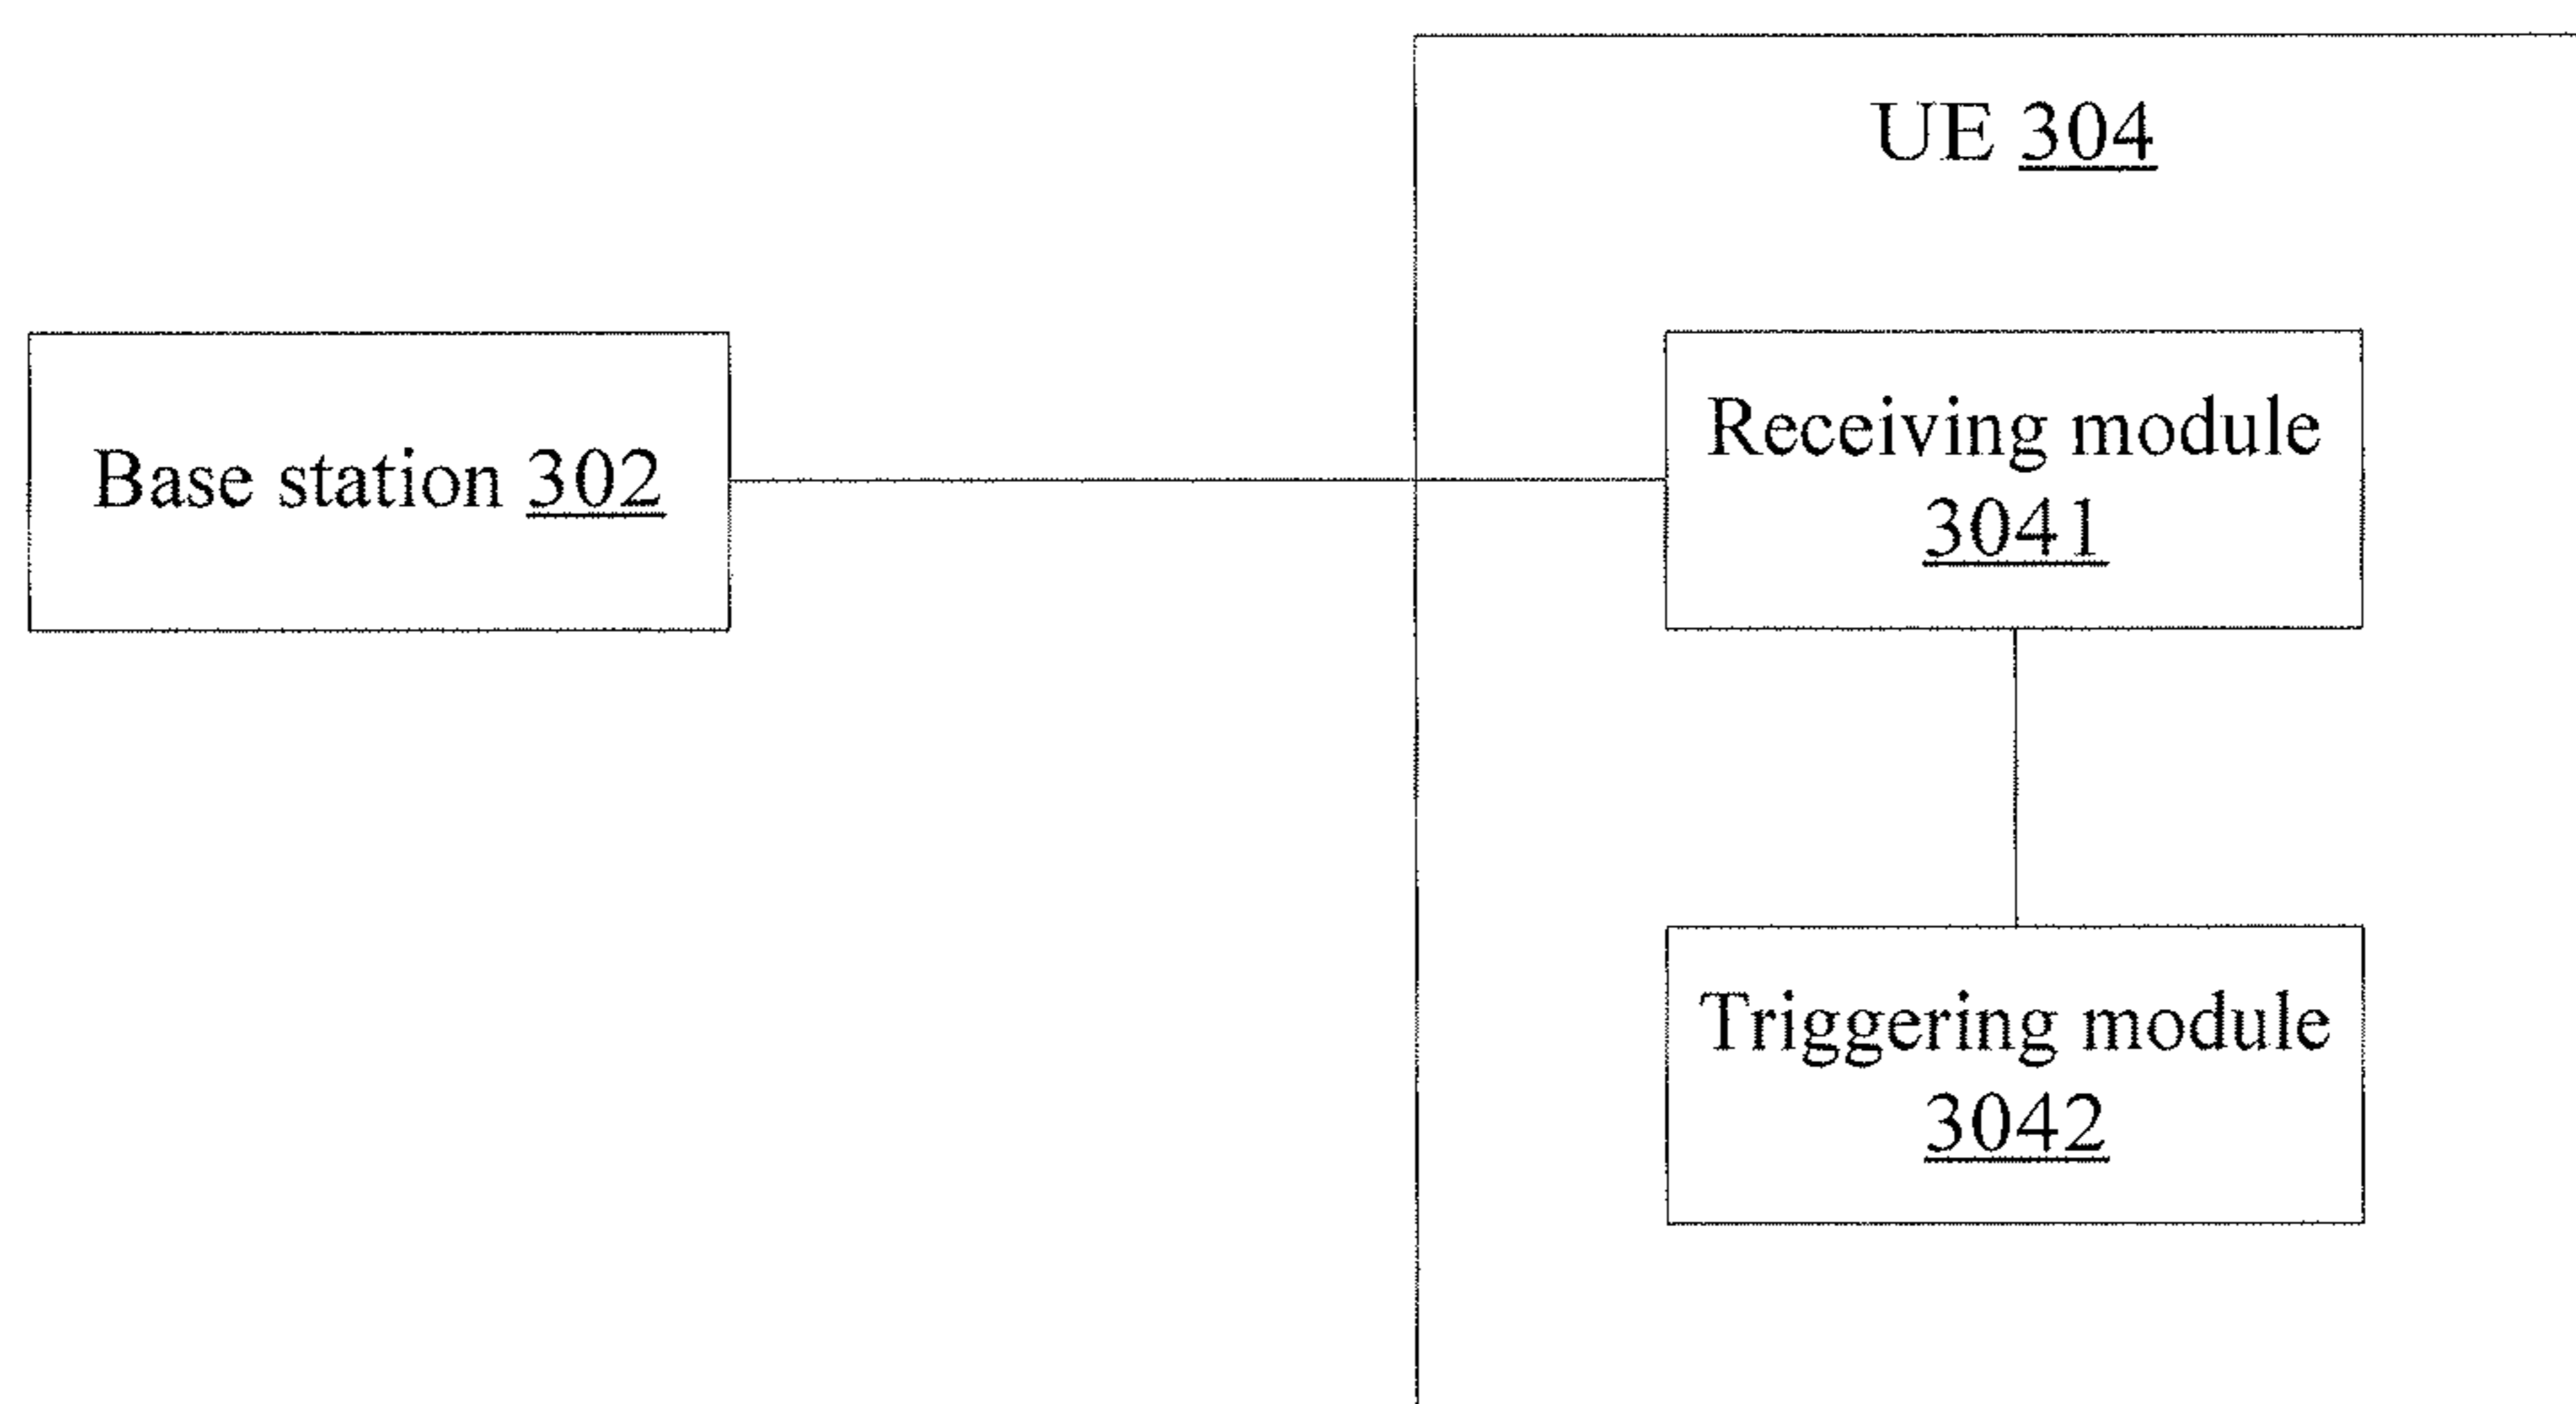 UE 304
Base station 302
Receiving module
3041
Triggering module
3042